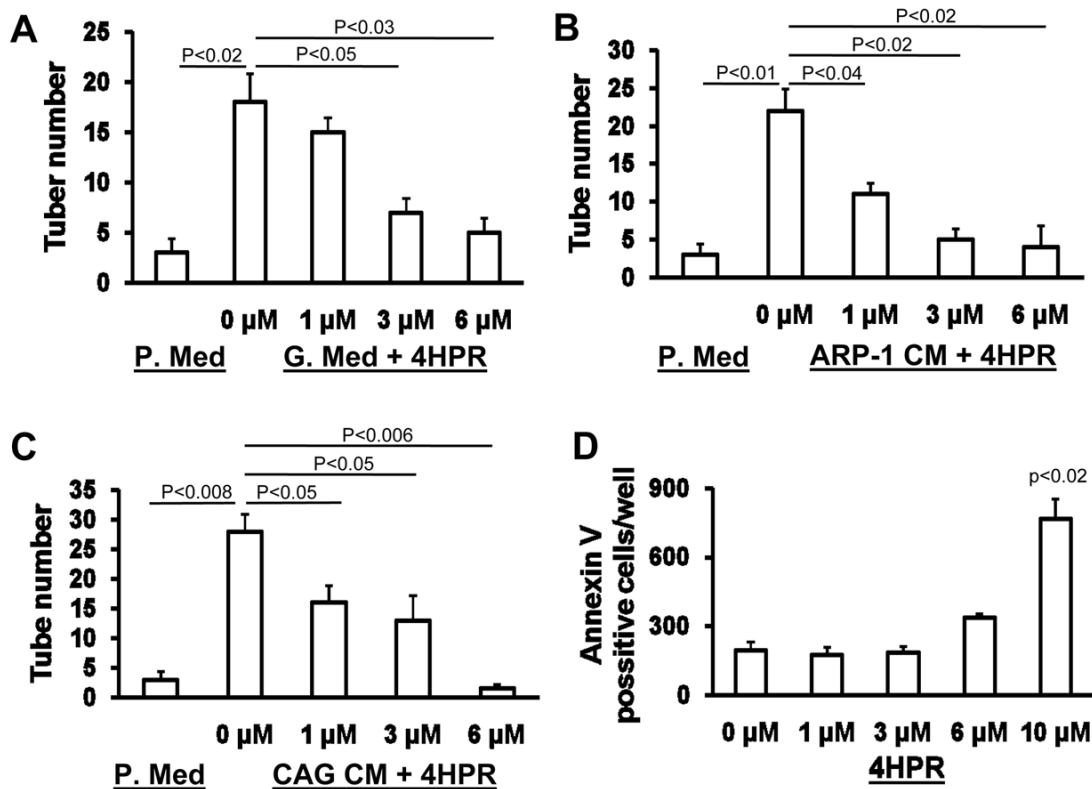 A
P<0.03
P<0.02
P<0.05
Tuber number
25
20
15
10
5
0
0 µM 1 µM 3 µM 6 µM
P. Med G. Med + 4HPR
B
P<0.02
P<0.02
P<0.01
P<0.04
Tube number
30
25
20
15
10
5
0
0 µM 1 µM 3 µM 6 µM
P. Med ARP-1 CM + 4HPR
C
P<0.006
P<0.05
P<0.008
P<0.05
Tube number
35
30
25
20
15
10
5
0
0 µM 1 µM 3 µM 6 µM
P. Med CAG CM + 4HPR
D
p<0.02
Annexin V
possitive cells/well
900
600
300
0
0 µM 1 µM 3 µM 6 µM 10 µM
4HPR